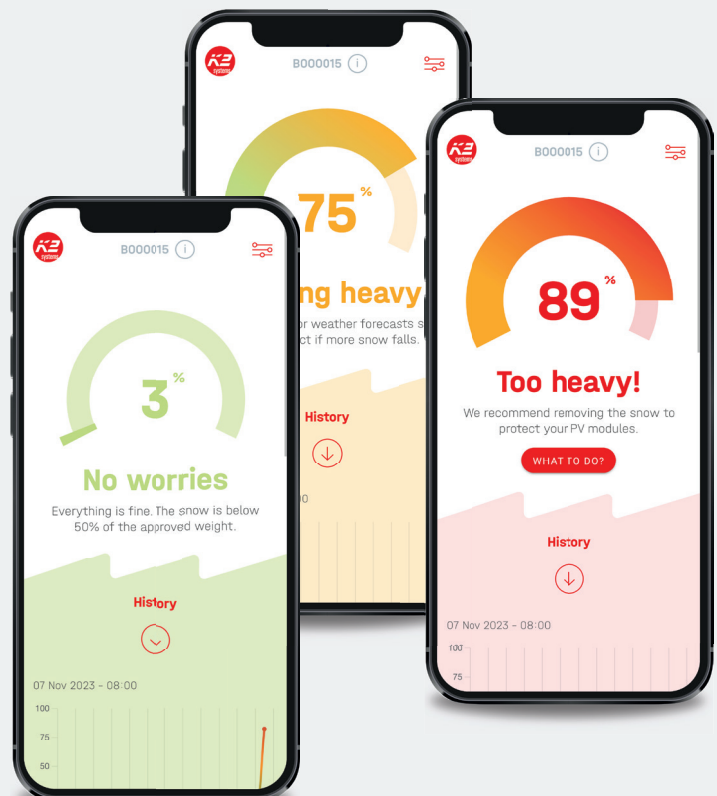 K2
systems
B000015 i
3%
No worries
Everything is fine. The snow is below
50% of the approved weight.
History
07 Nov 2023 - 08:00
100
75
50
K2
systems
B000015 i
75%
heavy
weather forecasts
if more snow falls.
History
K2
systems
B000015 i
89%
Too heavy!
We recommend removing the snow to
protect your PV modules.
WHAT TO DO?
History
07 Nov 2023 - 08:00
100
75